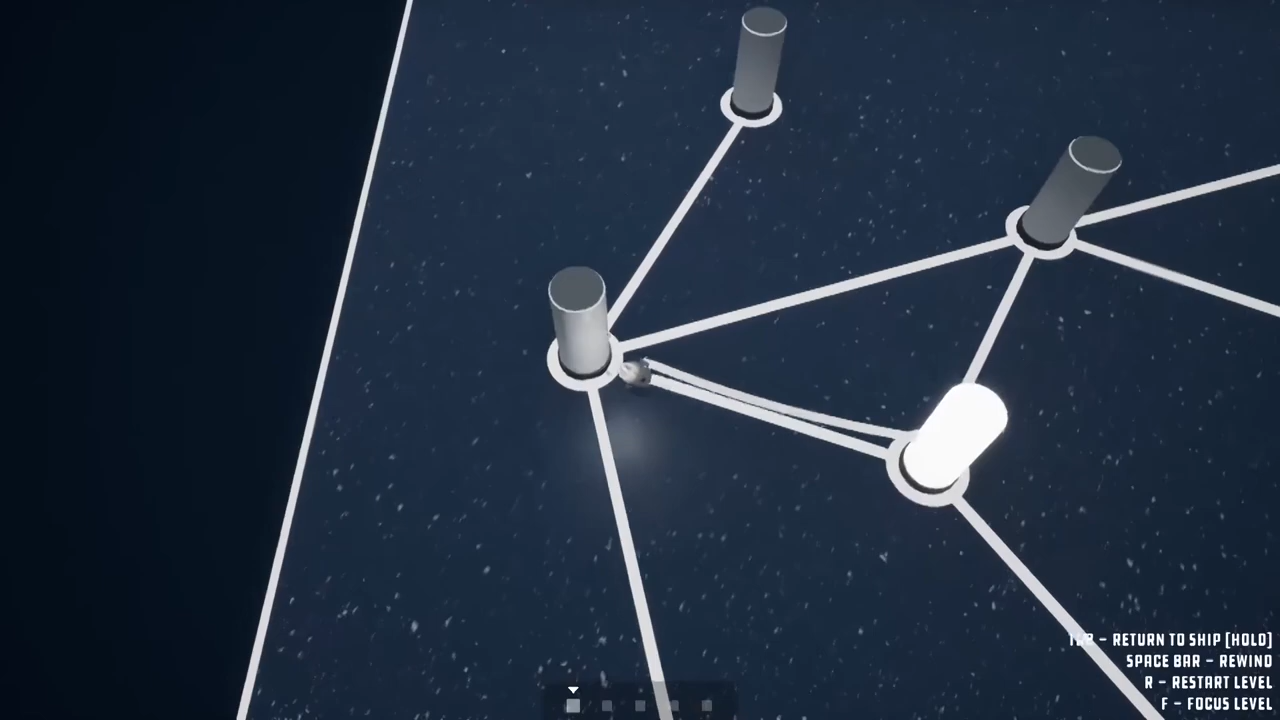 – RETURN TO SHIP [HOLD]
SPACE BAR – REWIND
R – RESTART LEVEL
F – FOCUS LEVEL